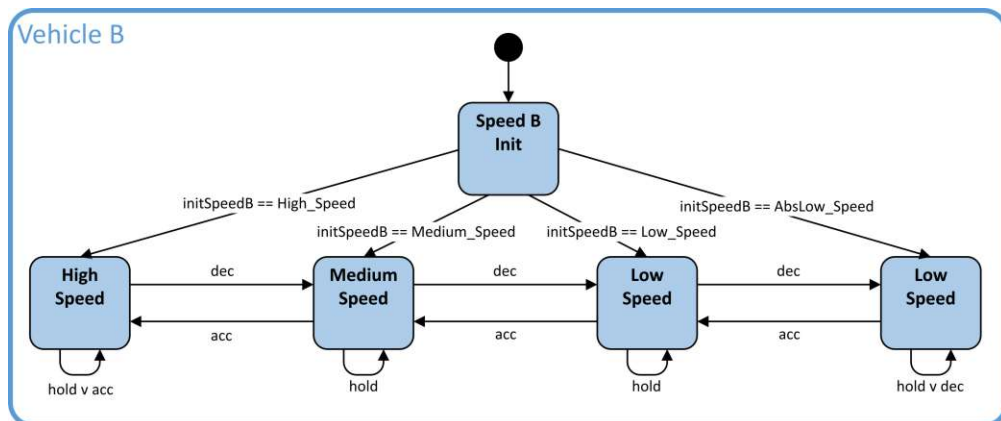 Vehicle B
Speed B
Init
initSpeedB == High_Speed
initSpeedB == AbsLow_Speed
initSpeedB == Medium_Speed
initSpeedB == Low_Speed
High
Speed
dec
acc
hold v acc
Medium
Speed
dec
acc
hold
Low
Speed
dec
acc
hold
Low
Speed
hold v dec